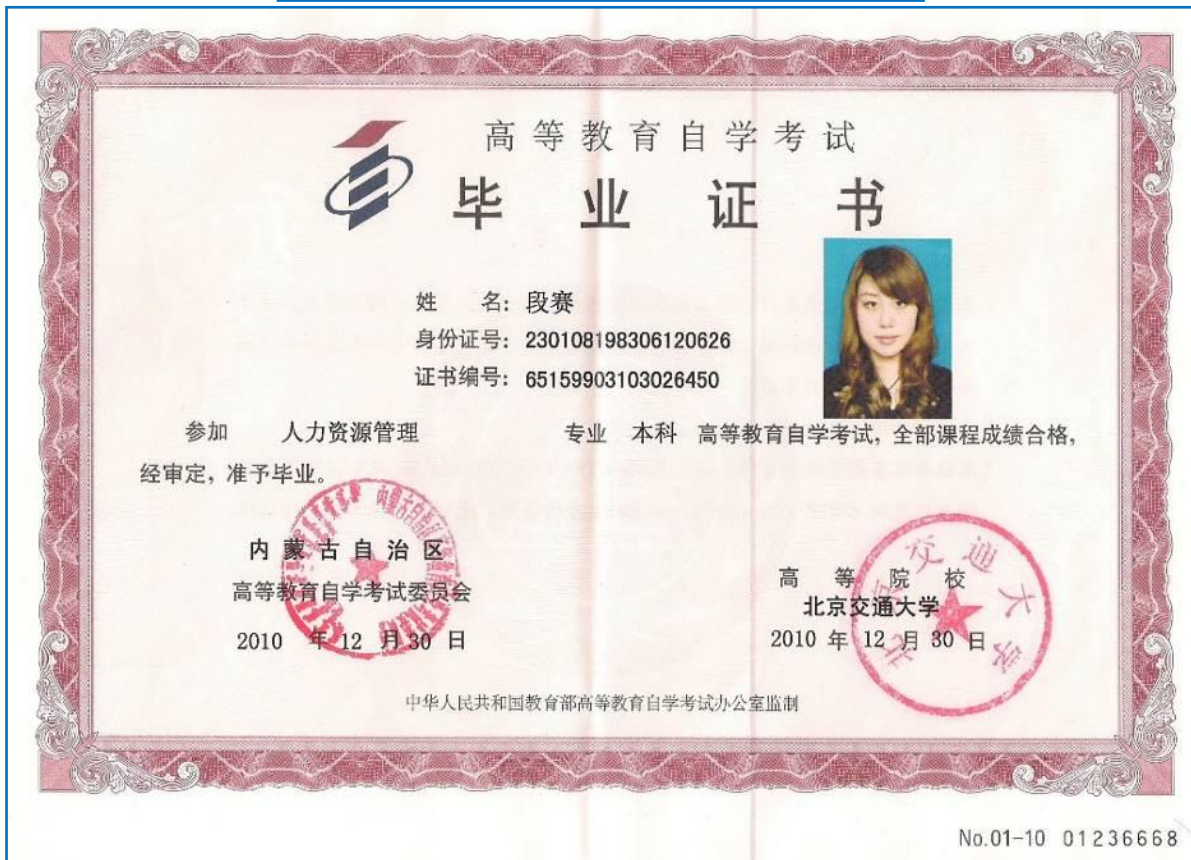 高等教育自学考试
毕业证书
姓 名：段赛
身份证号：230108198306120626
证书编号：65159903103026450
参加 人力资源管理 专业 本科 高等教育自学考试，全部课程成绩合格，
经审定，准予毕业。
内蒙古自治区
高等教育自学考试委员会
2010 年 12 月 30 日
高等院校
北京交通大学
2010 年 12 月 30 日
北京交通大学
中华人民共和国教育部高等教育自学考试办公室监制
No.01-10 01236668